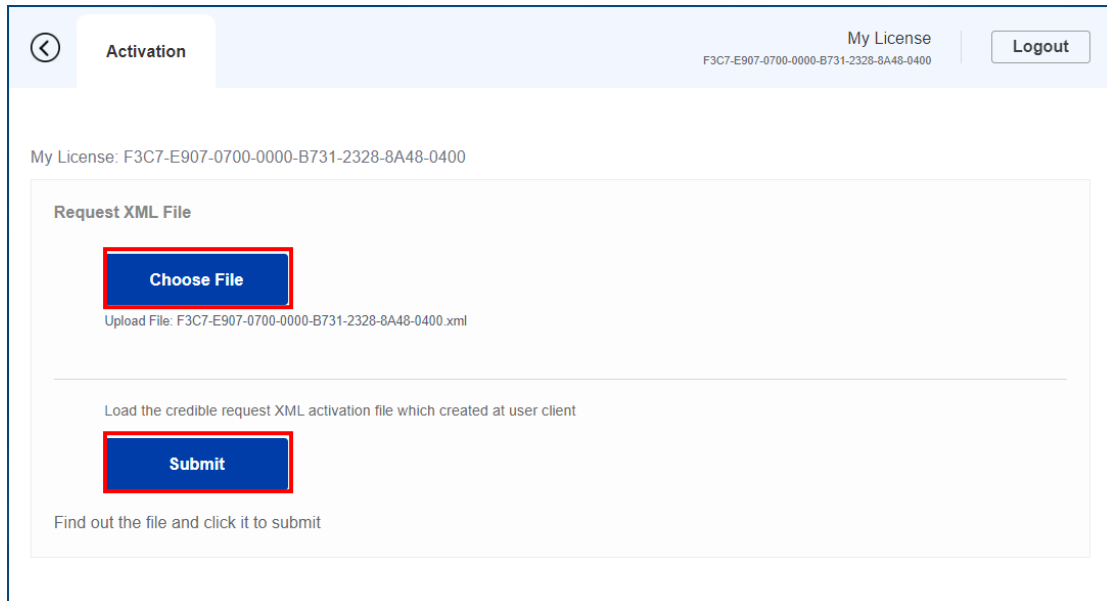 Activation
My License
F3C7-E907-0700-0000-B731-2328-8A48-0400
Logout
My License: F3C7-E907-0700-0000-B731-2328-8A48-0400
Request XML File
Choose File
Upload File: F3C7-E907-0700-0000-B731-2328-8A48-0400.xml
Load the credible request XML activation file which created at user client
Submit
Find out the file and click it to submit